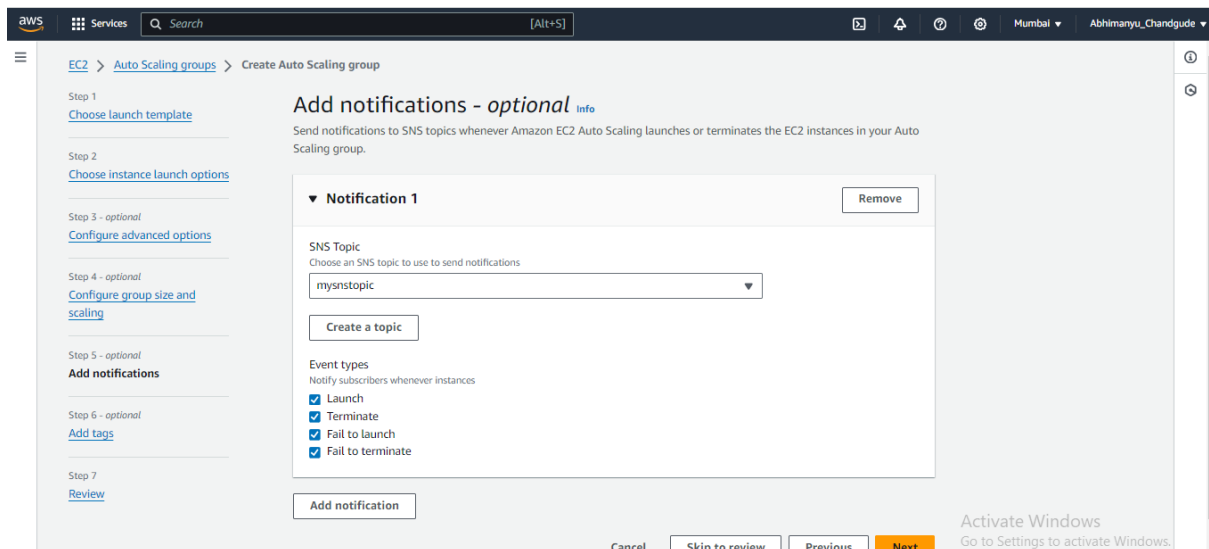 aws Services Search [Alt+S] Mumbai Abhimanyu_Chandgude
EC2 > Auto Scaling groups > Create Auto Scaling group
Step 1
Choose launch template
Step 2
Choose instance launch options
Step 3 - optional
Configure advanced options
Step 4 - optional
Configure group size and
scaling
Step 5 - optional
Add notifications
Step 6 - optional
Add tags
Step 7
Review
Add notifications - optional Info
Send notifications to SNS topics whenever Amazon EC2 Auto Scaling launches or terminates the EC2 instances in your Auto
Scaling group.
Notification 1 Remove
SNS Topic
Choose an SNS topic to use to send notifications
mysnstopic
Create a topic
Event types
Notify subscribers whenever instances
Launch
Terminate
Fail to launch
Fail to terminate
Add notification
Cancel Skip to review Previous Next
Activate Windows
Go to Settings to activate Windows.